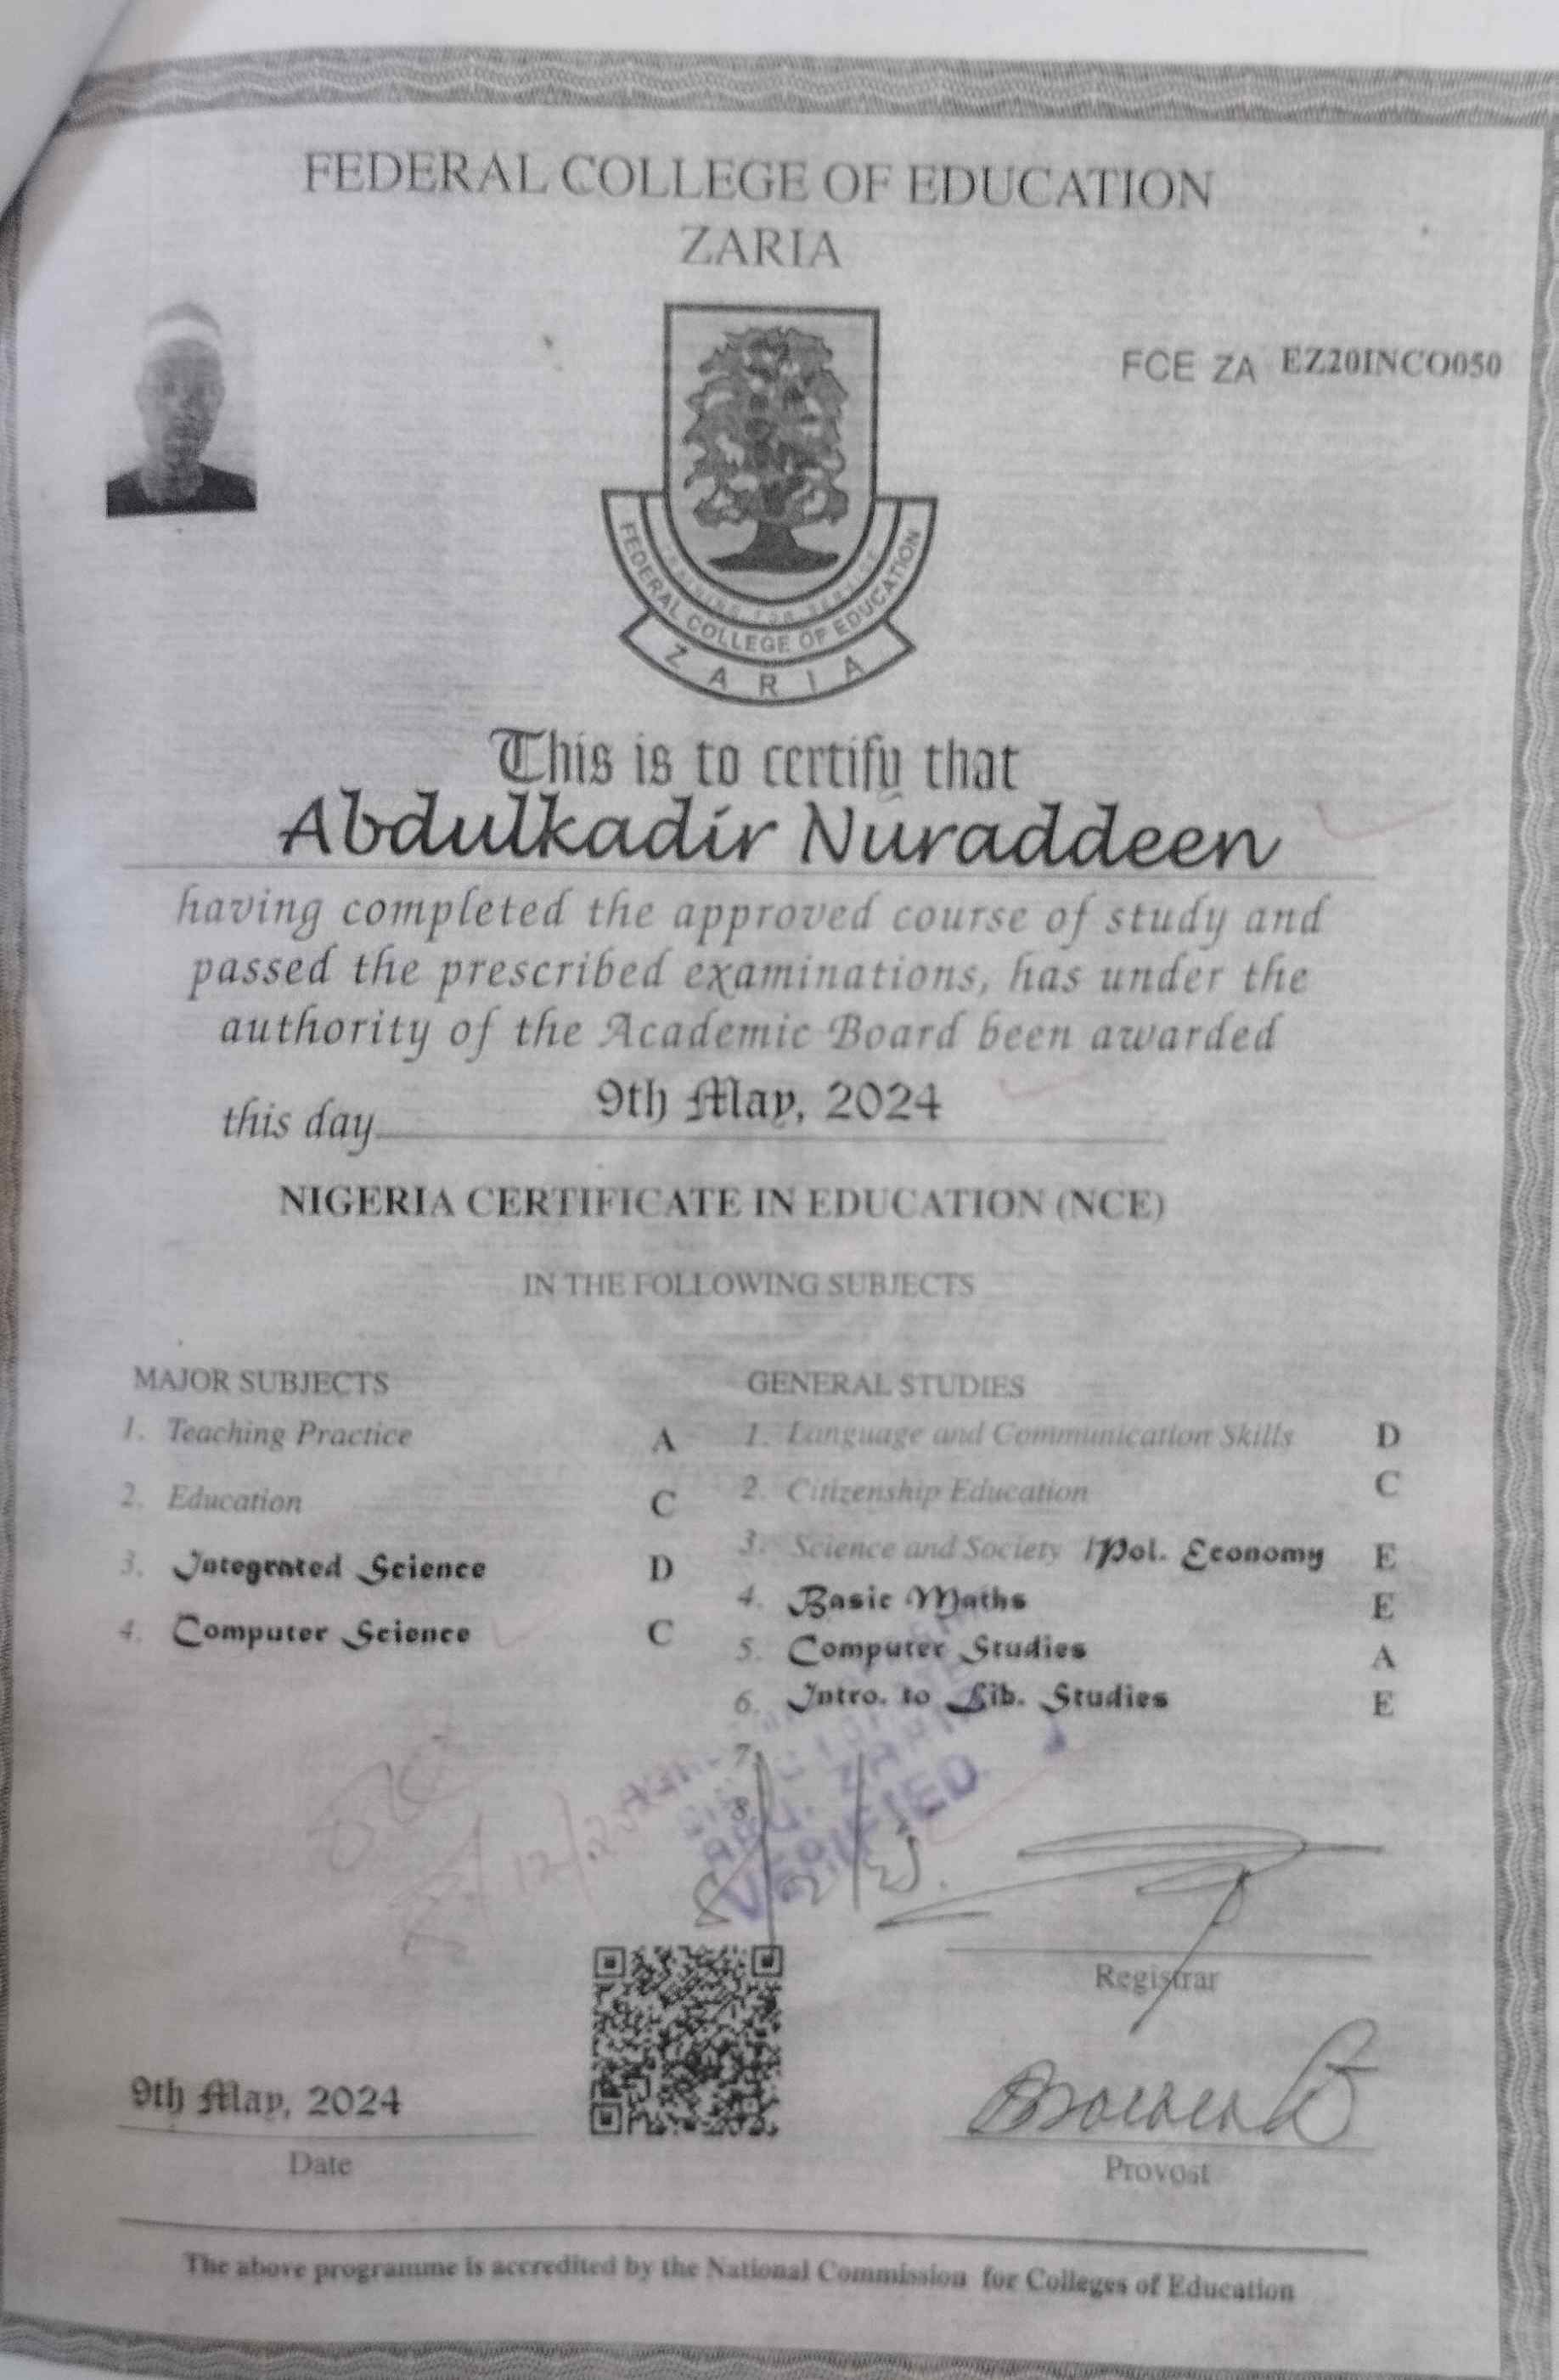 FEDERAL COLLEGE OF EDUCATION
ZARIA
FCE ZA EZ20INCO050
FEDERAL COLLEGE OF EDUCATION
ZARIA
This is to certify that
Abdulkadir Nuraddeen
having completed the approved course of study and
passed the prescribed examinations, has under the
authority of the Academic Board been awarded
this day 9th May, 2024
NIGERIA CERTIFICATE IN EDUCATION (NCE)
IN THE FOLLOWING SUBJECTS
MAJOR SUBJECTS
1. Teaching Practice A
2. Education C
3. Integrated Science D
4. Computer Science C
GENERAL STUDIES
1. Language and Communication Skills D
2. Citizenship Education C
3. Science and Society /Pol. Economy E
4. Basic Maths E
5. Computer Studies A
6. Intro. to Lib. Studies E
7.
8.
ZARIA
VERIFIED
Registrar
9th May, 2024
Date
Provost
The above programme is accredited by the National Commission for Colleges of Education